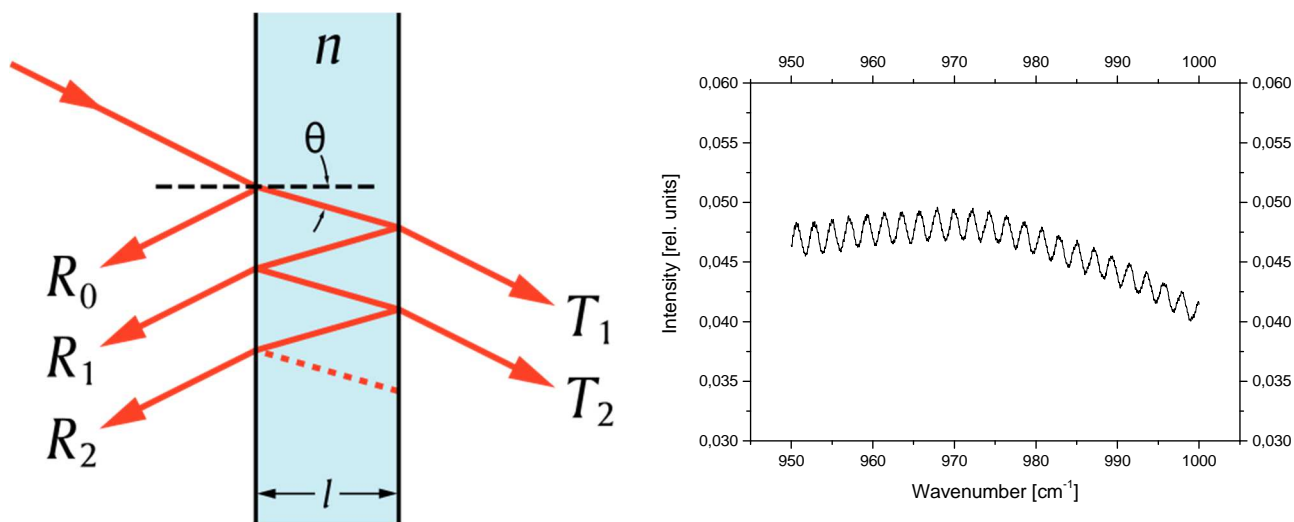 n
θ
R₀
R₁
R₂
T₁
T₂
l
950 960 970 980 990 1000
0,060 0,060
0,055 0,055
0,050 0,050
0,045 0,045
0,040 0,040
0,035 0,035
0,030 0,030
Intensity [rel. units]
950 960 970 980 990 1000
Wavenumber [cm⁻¹]